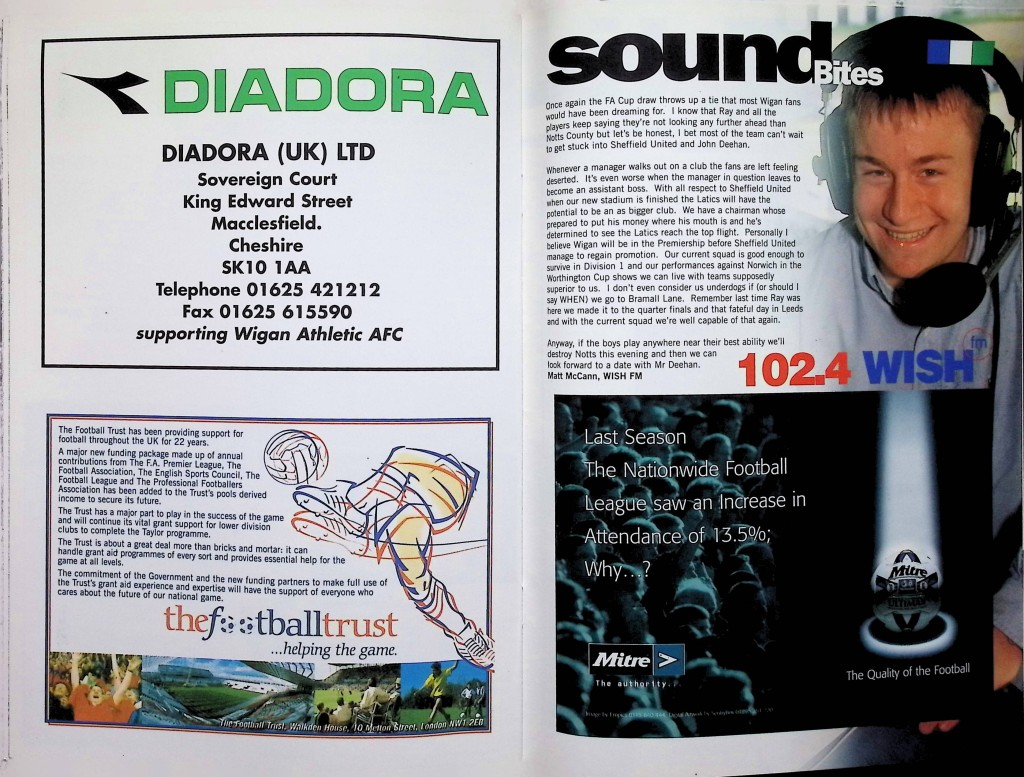 DIADORA
DIADORA (UK) LTD
Sovereign Court
King Edward Street
Macclesfield.
Cheshire
SK10 1AA
Telephone 01625 421212
Fax 01625 615590
supporting Wigan Athletic AFC
The Football Trust has been providing support for
football throughout the UK for 22 years.
A major new funding package made up of annual
contributions from The F.A. Premier League, The
Football Association, The English Sports Council, The
Football League and The Professional Footballers
Association has been added to the Trust's pools derived
income to secure its future.
The Trust has a major part to play in the success of the game
and will continue its vital grant support for lower division
clubs to complete the Taylor programme.
The Trust is about a great deal more than bricks and mortar: it can
handle grant aid programmes of every sort and provides essential help for the
game at all levels.
The commitment of the Government and the new funding partners to make full use of
the Trust's grant aid experience and expertise will have the support of everyone who
cares about the future of our national game.
thefootballtrust
...helping the game.
The Football Trust, Walkden House, 10 Melton Street, London NW1 2EB
sound
Bites
Once again the FA Cup draw throws up a tie that most Wigan fans
would have been dreaming for. I know that Ray and all the
players keep saying they're not looking any further ahead than
Notts County but let's be honest, I bet most of the team can't wait
to get stuck into Sheffield United and John Deehan.
Whenever a manager walks out on a club the fans are left feeling
deserted. It's even worse when the manager in question leaves to
become an assistant boss. With all respect to Sheffield United
when our new stadium is finished the Latics will have the
potential to be an as bigger club. We have a chairman whose
prepared to put his money where his mouth is and he's
determined to see the Latics reach the top flight. Personally I
believe Wigan will be in the Premiership before Sheffield United
manage to regain promotion. Our current squad is good enough to
survive in Division 1 and our performances against Norwich in the
Worthington Cup shows we can live with teams supposedly
superior to us. I don't even consider us underdogs if (or should I
say WHEN) we go to Bramall Lane. Remember last time Ray was
here we made it to the quarter finals and that fateful day in Leeds
and with the current squad we're well capable of that again.
Anyway, if the boys play anywhere near their best ability we'll
destroy Notts this evening and then we can
look forward to a date with Mr Deehan.
Matt McCann, WISH FM
102.4 WISH fm
Last Season
The Nationwide Football
League saw an Increase in
Attendance of 13.5%;
Why...?
Mitre
ULTIMAX
Mitre
The authority.
The Quality of the Football